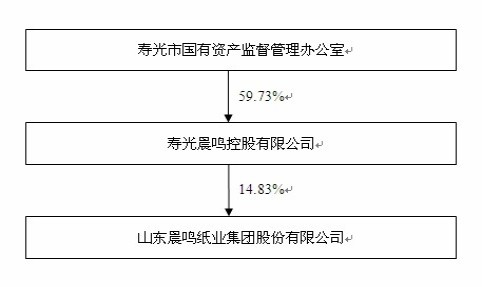 寿光市国有资产监督管理办公室
59.73%
寿光晨鸣控股有限公司
14.83%
山东晨鸣纸业集团股份有限公司